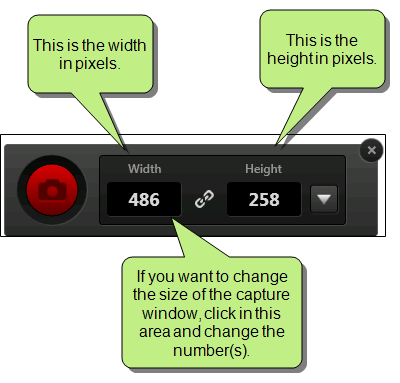 This is the width
in pixels.
This is the
height in pixels.
Width
Height
486
258
If you want to change
the size of the capture
window, click in this
area and change the
number(s).